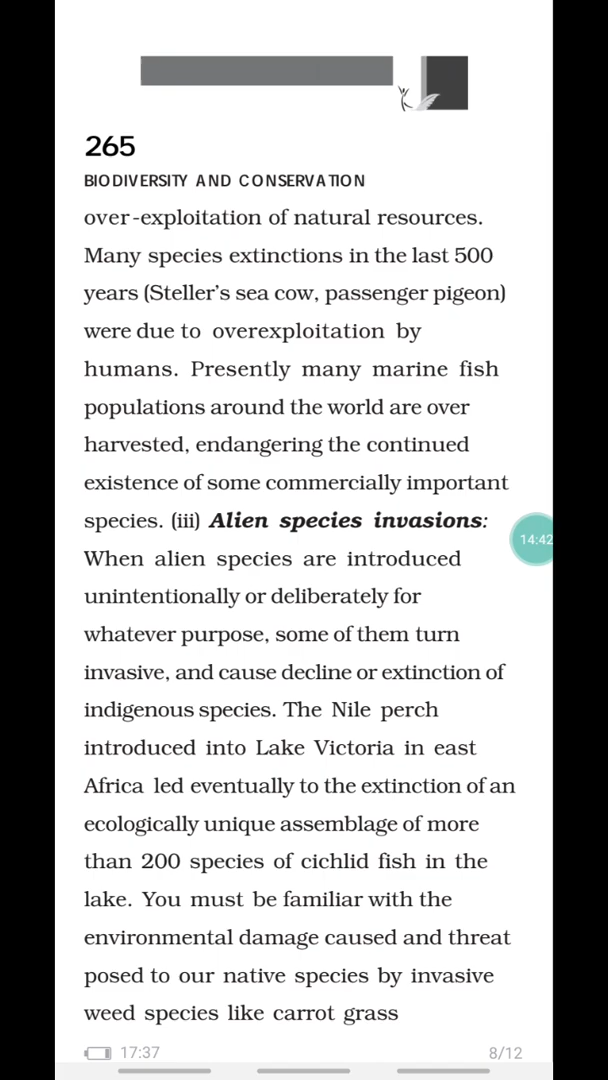 265
BIODIVERSITY AND CONSERVATION
over-exploitation of natural resources.
Many species extinctions in the last 500
years (Steller's sea cow, passenger pigeon)
were due to overexploitation by
humans. Presently many marine fish
populations around the world are over
harvested, endangering the continued
existence of some commercially important
species. (iii) Alien species invasions:
14:42
When alien species are introduced
unintentionally or deliberately for
whatever purpose, some of them turn
invasive, and cause decline or extinction of
indigenous species. The Nile perch
introduced into Lake Victoria in east
Africa led eventually to the extinction of an
ecologically unique assemblage of more
than 200 species of cichlid fish in the
lake. You must be familiar with the
environmental damage caused and threat
posed to our native species by invasive
weed species like carrot grass
17:37 8/12